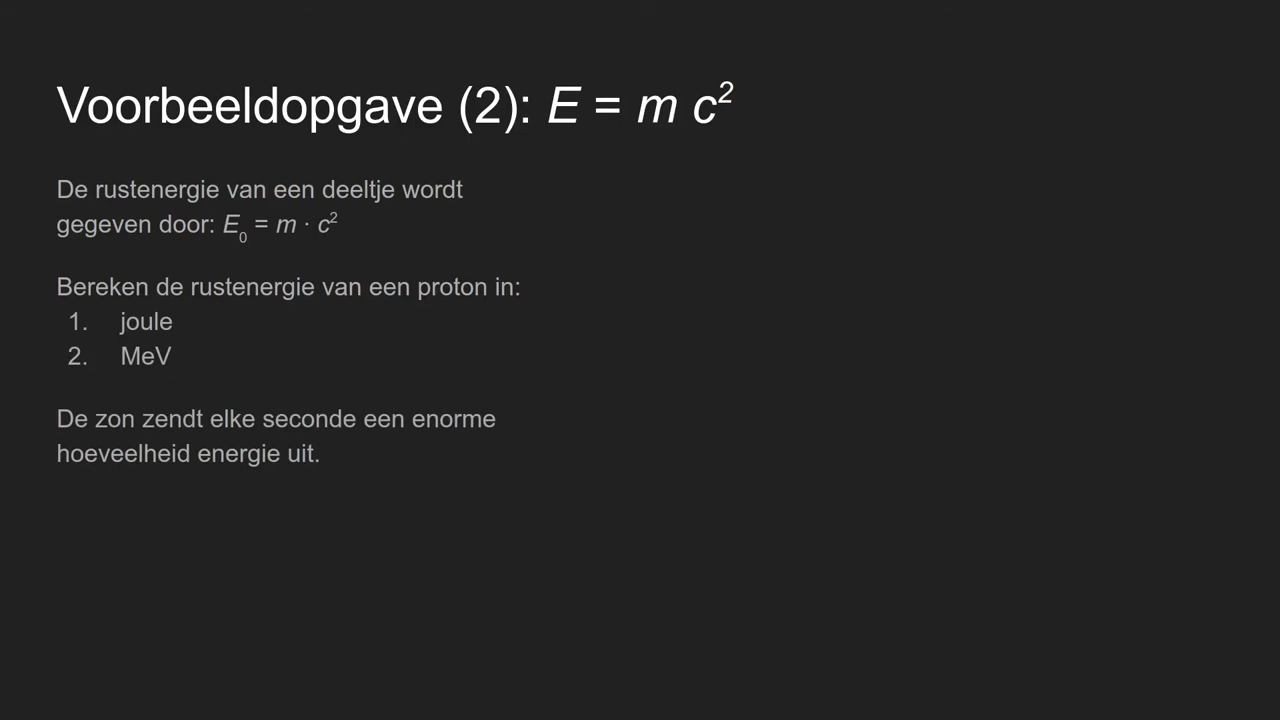 Voorbeeldopgave (2): E = m c²
De rustenergie van een deeltje wordt
gegeven door: E₀ = m · c²
Bereken de rustenergie van een proton in:
1. joule
2. MeV
De zon zendt elke seconde een enorme
hoeveelheid energie uit.